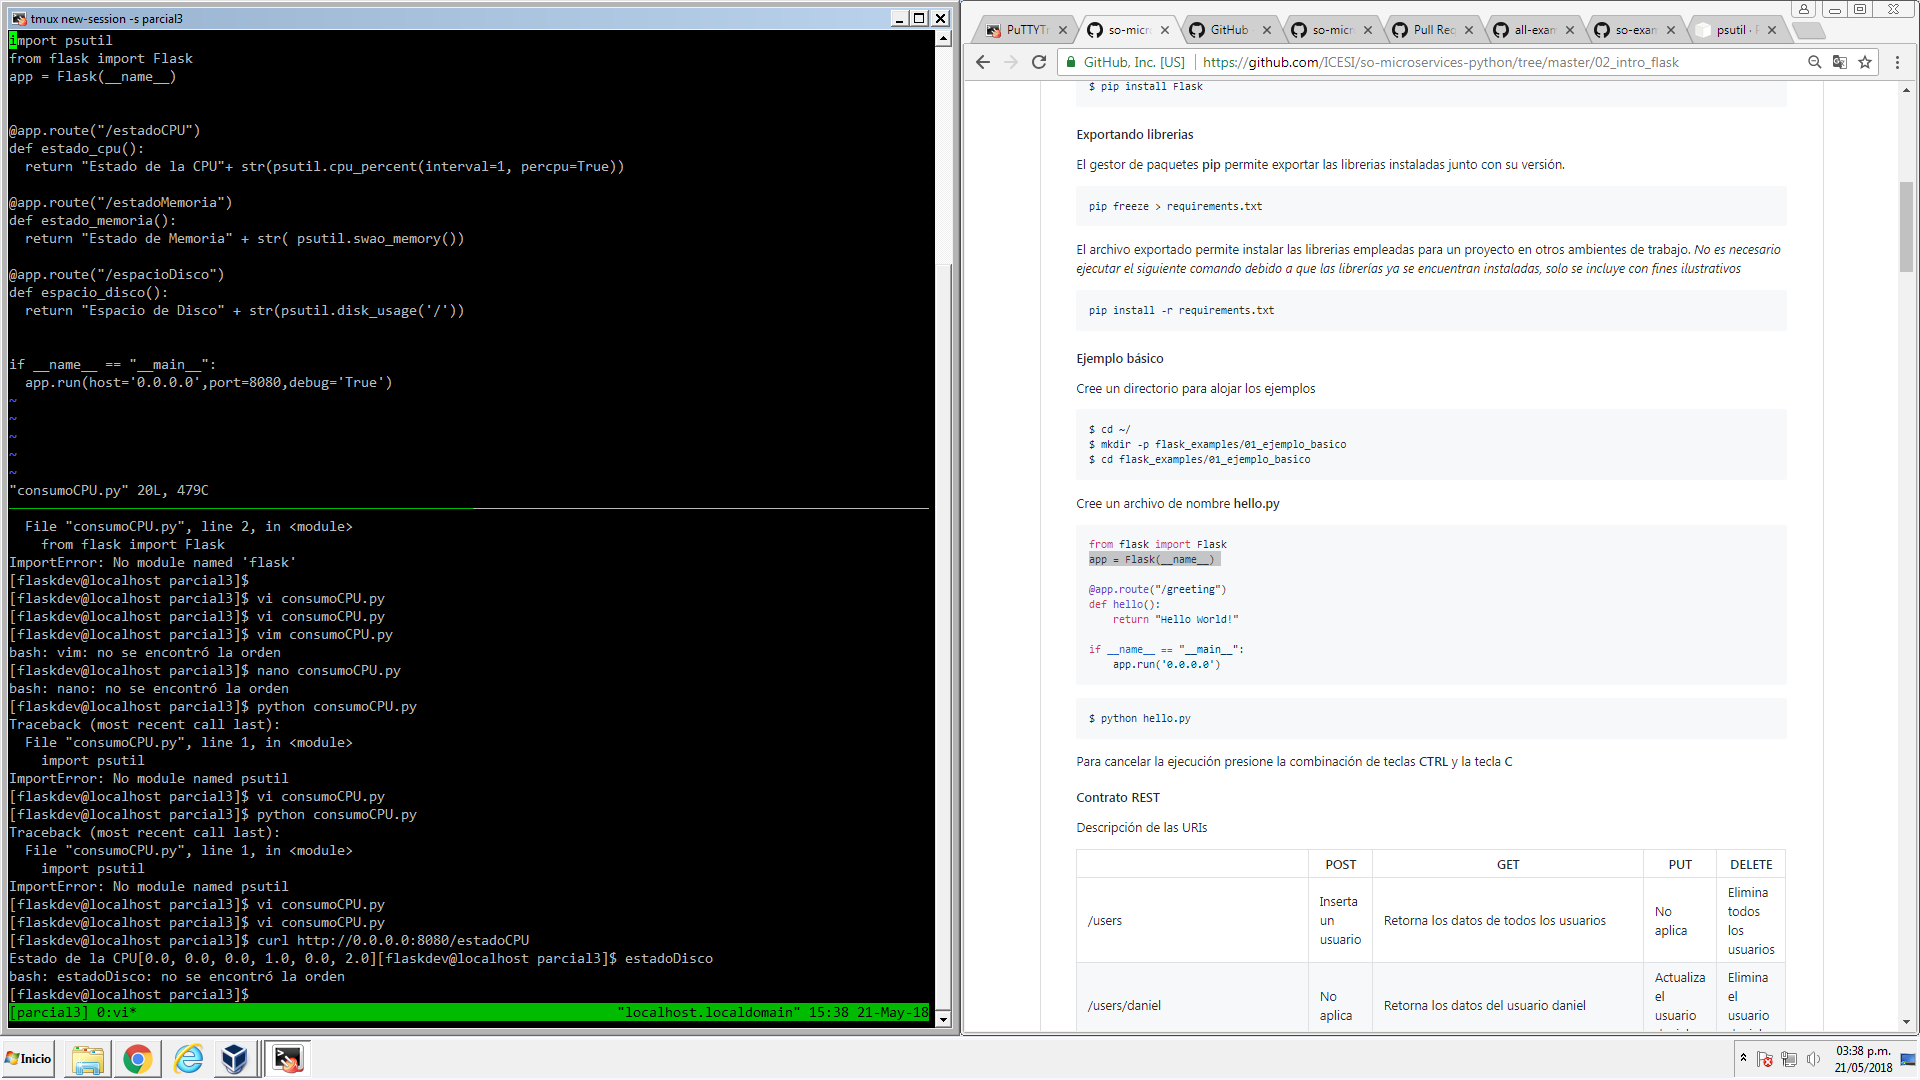 tmux new-session -s parcial3
import psutil
from flask import Flask
app = Flask(__name__)
@app.route("/estadoCPU")
def estado_cpu():
  return "Estado de la CPU"+ str(psutil.cpu_percent(interval=1, percpu=True))
@app.route("/estadoMemoria")
def estado_memoria():
  return "Estado de Memoria" + str( psutil.swao_memory())
@app.route("/espacioDisco")
def espacio_disco():
  return "Espacio de Disco" + str(psutil.disk_usage('/'))
if __name__ == "__main__":
  app.run(host='0.0.0.0',port=8080,debug='True')
~
~
~
~
~
"consumoCPU.py" 20L, 479C
  File "consumoCPU.py", line 2, in <module>
    from flask import Flask
ImportError: No module named 'flask'
[flaskdev@localhost parcial3]$
[flaskdev@localhost parcial3]$ vi consumoCPU.py
[flaskdev@localhost parcial3]$ vi consumoCPU.py
[flaskdev@localhost parcial3]$ vim consumoCPU.py
bash: vim: no se encontró la orden
[flaskdev@localhost parcial3]$ nano consumoCPU.py
bash: nano: no se encontró la orden
[flaskdev@localhost parcial3]$ python consumoCPU.py
Traceback (most recent call last):
  File "consumoCPU.py", line 1, in <module>
    import psutil
ImportError: No module named psutil
[flaskdev@localhost parcial3]$ vi consumoCPU.py
[flaskdev@localhost parcial3]$ python consumoCPU.py
Traceback (most recent call last):
  File "consumoCPU.py", line 1, in <module>
    import psutil
ImportError: No module named psutil
[flaskdev@localhost parcial3]$ vi consumoCPU.py
[flaskdev@localhost parcial3]$ vi consumoCPU.py
[flaskdev@localhost parcial3]$ curl http://0.0.0.0:8080/estadoCPU
Estado de la CPU[0.0, 0.0, 0.0, 1.0, 0.0, 2.0][flaskdev@localhost parcial3]$ estadoDisco
bash: estadoDisco: no se encontró la orden
[flaskdev@localhost parcial3]$
[parcial3] 0:vi* "localhost.localdomain" 15:38 21-May-18
PuTTYTr so-micr GitHub so-micr Pull Req all-exam so-exam psutil ·
GitHub, Inc. [US] https://github.com/ICESI/so-microservices-python/tree/master/02_intro_flask
$ pip install Flask
Exportando librerias
El gestor de paquetes pip permite exportar las librerias instaladas junto con su versión.
pip freeze > requirements.txt
El archivo exportado permite instalar las librerias empleadas para un proyecto en otros ambientes de trabajo. No es necesario
ejecutar el siguiente comando debido a que las librerías ya se encuentran instaladas, solo se incluye con fines ilustrativos
pip install -r requirements.txt
Ejemplo básico
Cree un directorio para alojar los ejemplos
$ cd ~/
$ mkdir -p flask_examples/01_ejemplo_basico
$ cd flask_examples/01_ejemplo_basico
Cree un archivo de nombre hello.py
from flask import Flask
app = Flask(__name__)
@app.route("/greeting")
def hello():
    return "Hello World!"
if __name__ == "__main__":
    app.run('0.0.0.0')
$ python hello.py
Para cancelar la ejecución presione la combinación de teclas CTRL y la tecla C
Contrato REST
Descripción de las URIs
POST GET PUT DELETE
/users
Inserta
un
usuario
Retorna los datos de todos los usuarios
No
aplica
Elimina
todos
los
usuarios
/users/daniel
No
aplica
Retorna los datos del usuario daniel
Actualiza
el
usuario
Elimina
el
usuario
Inicio
03:38 p.m.
21/05/2018